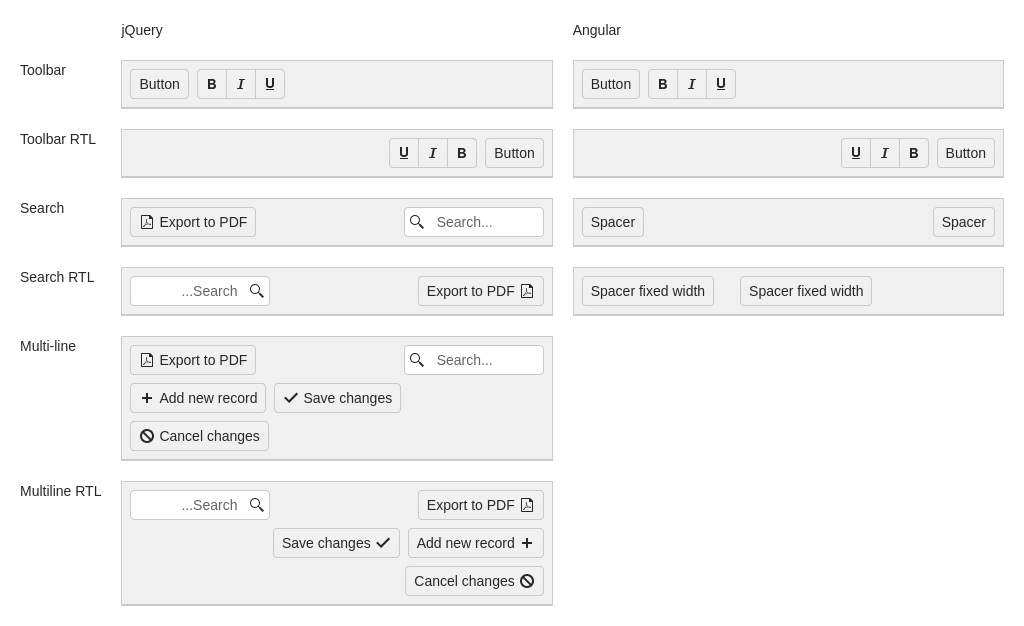 jQuery Angular
Toolbar Button B I U Button B I U
Toolbar RTL U I B Button U I B Button
Search Export to PDF Search... Spacer Spacer
Search RTL ...Search Export to PDF Spacer fixed width Spacer fixed width
Multi-line Export to PDF Search...
Add new record Save changes
Cancel changes
Multiline RTL ...Search Export to PDF
Save changes Add new record
Cancel changes